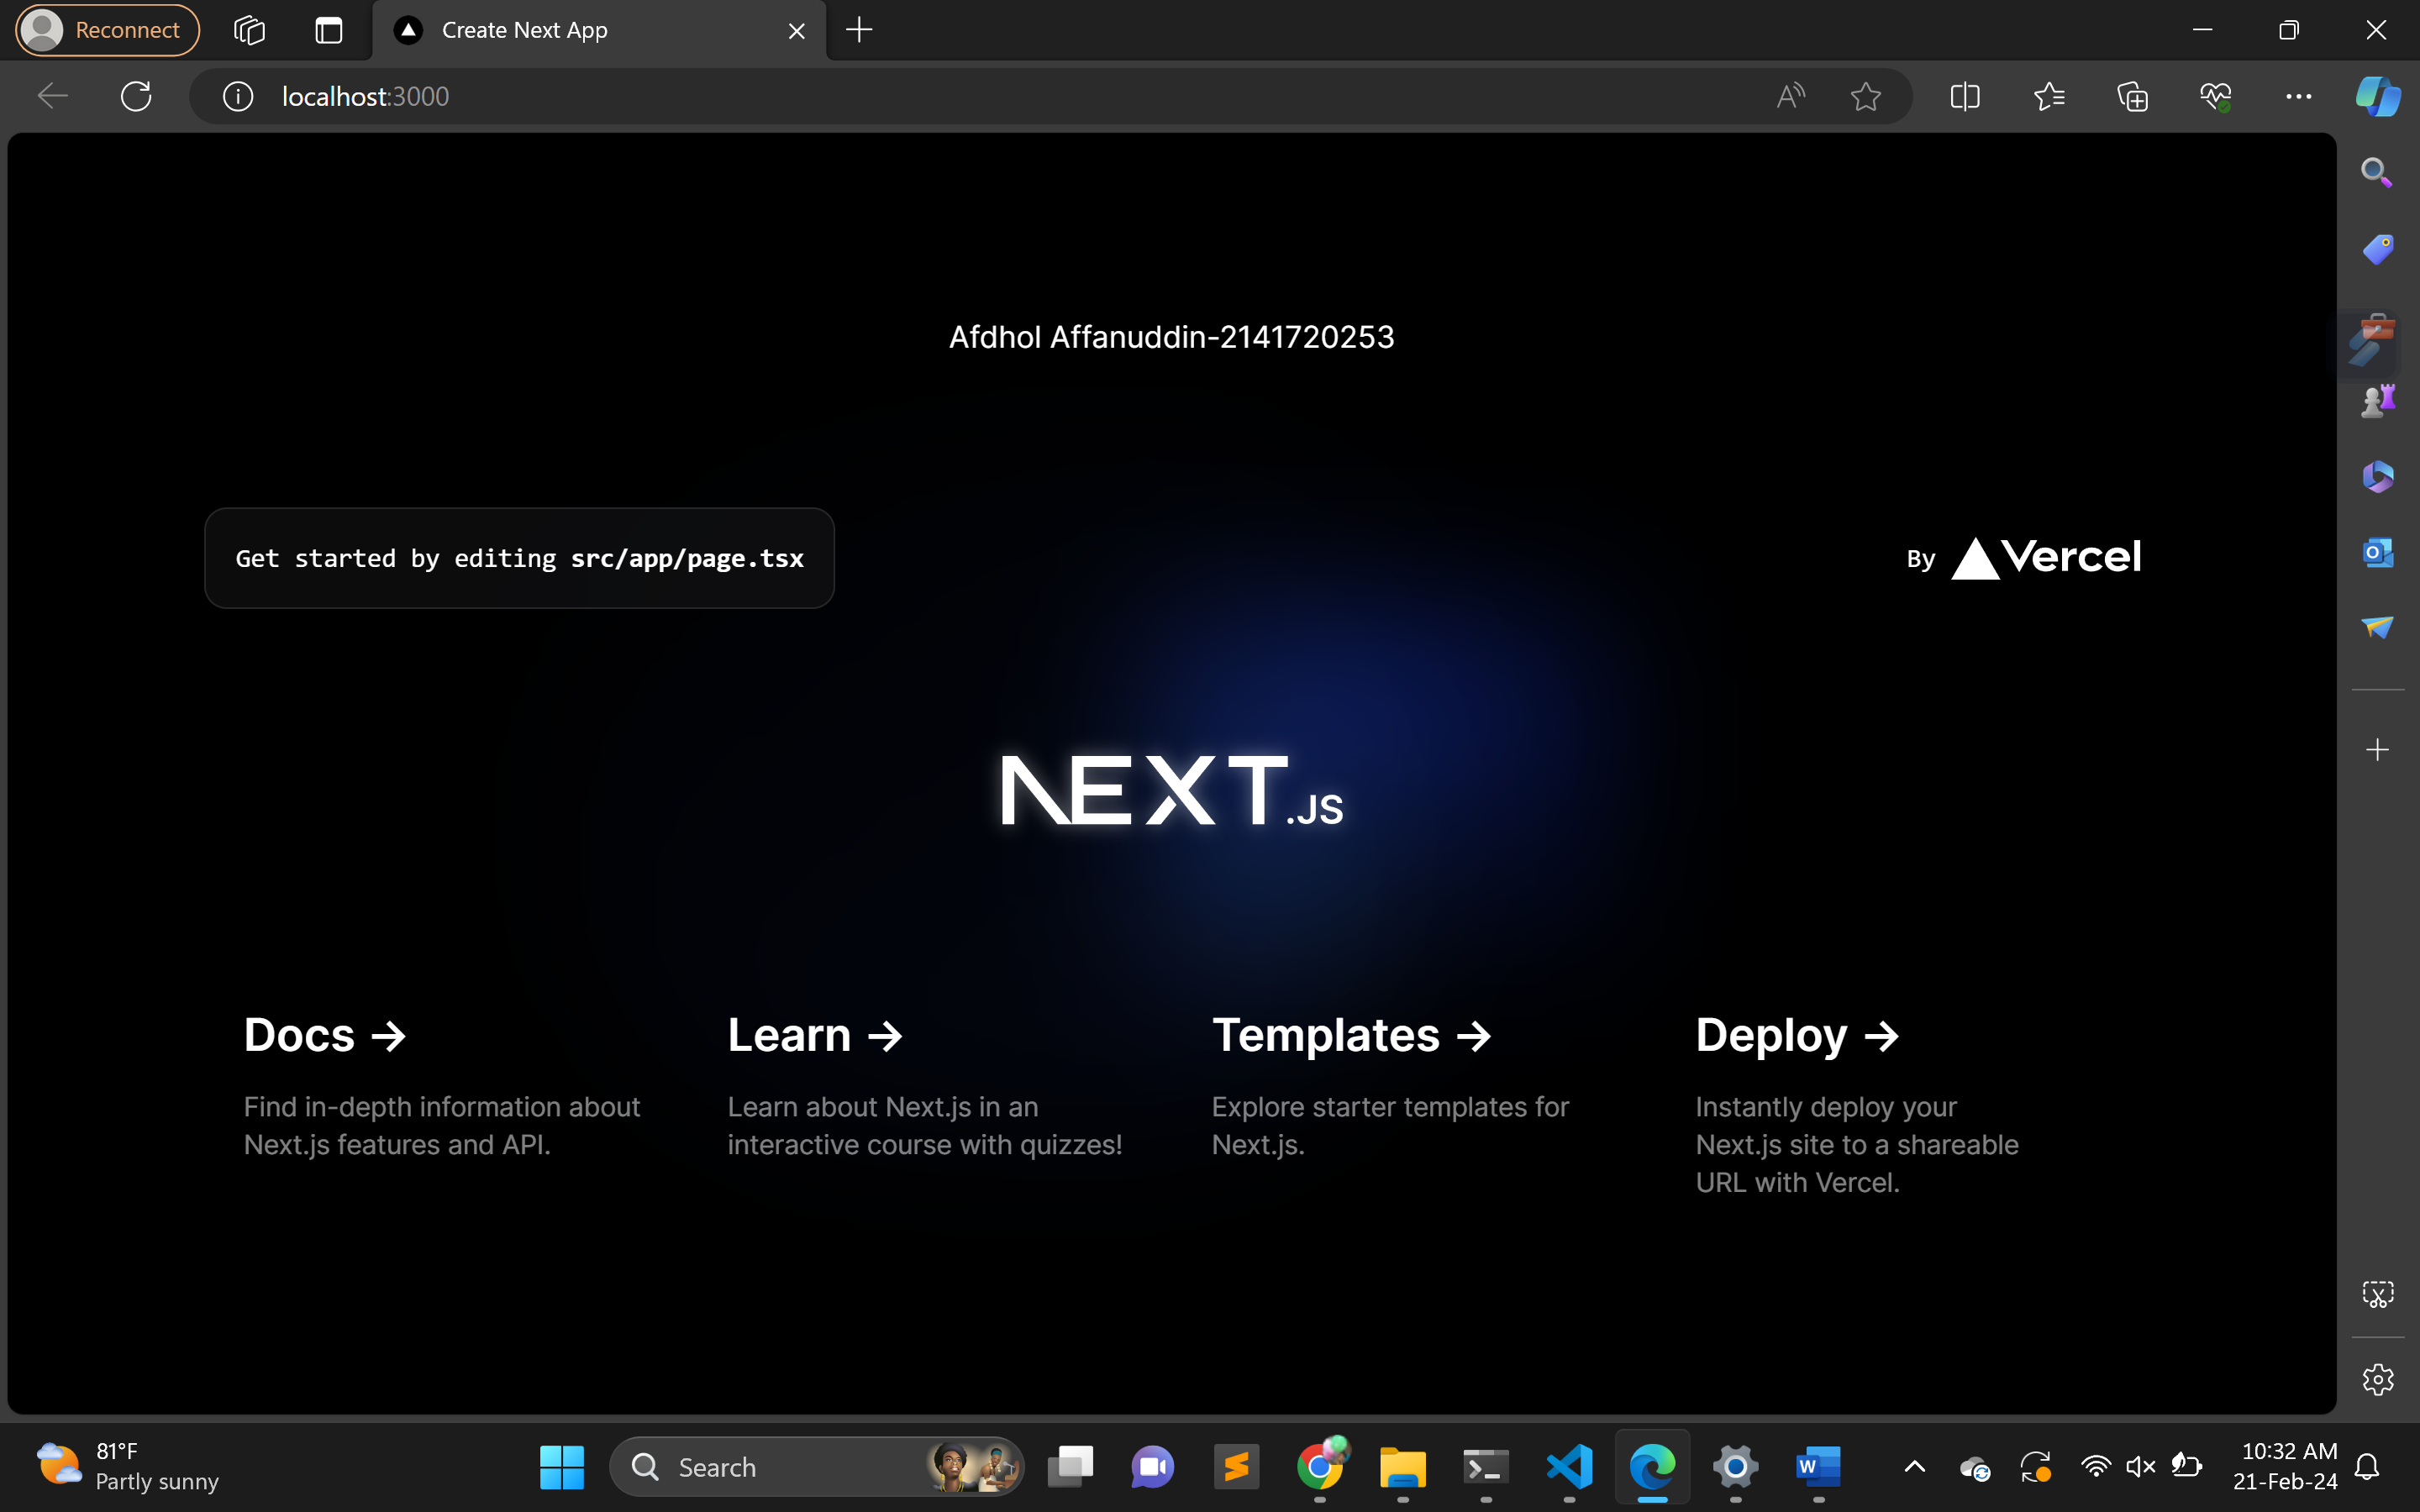 Reconnect
Create Next App
localhost:3000
Afdhol Affanuddin-2141720253
Get started by editing src/app/page.tsx
By Vercel
NEXT.JS
Docs ->
Find in-depth information about
Next.js features and API.
Learn ->
Learn about Next.js in an
interactive course with quizzes!
Templates ->
Explore starter templates for
Next.js.
Deploy ->
Instantly deploy your
Next.js site to a shareable
URL with Vercel.
81°F
Partly sunny
Search
10:32 AM
21-Feb-24